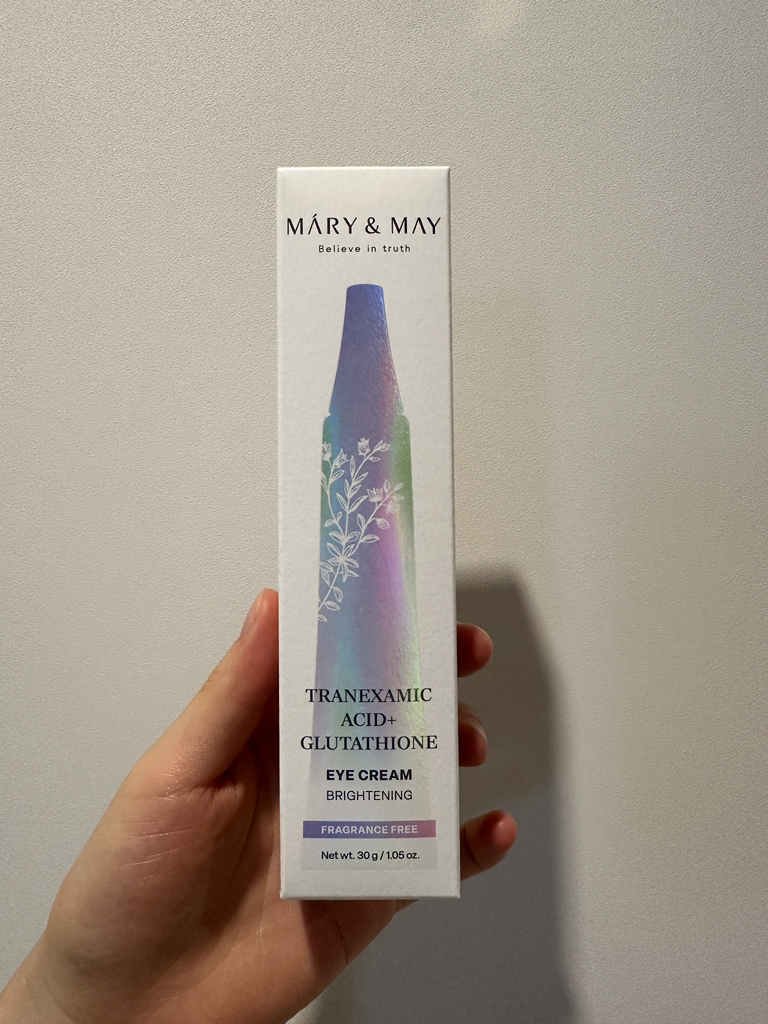 MÁRY & MAY
Believe in truth
TRANEXAMIC
ACID+
GLUTATHIONE
EYE CREAM
BRIGHTENING
FRAGRANCE FREE
Net wt. 30 g / 1.05 oz.